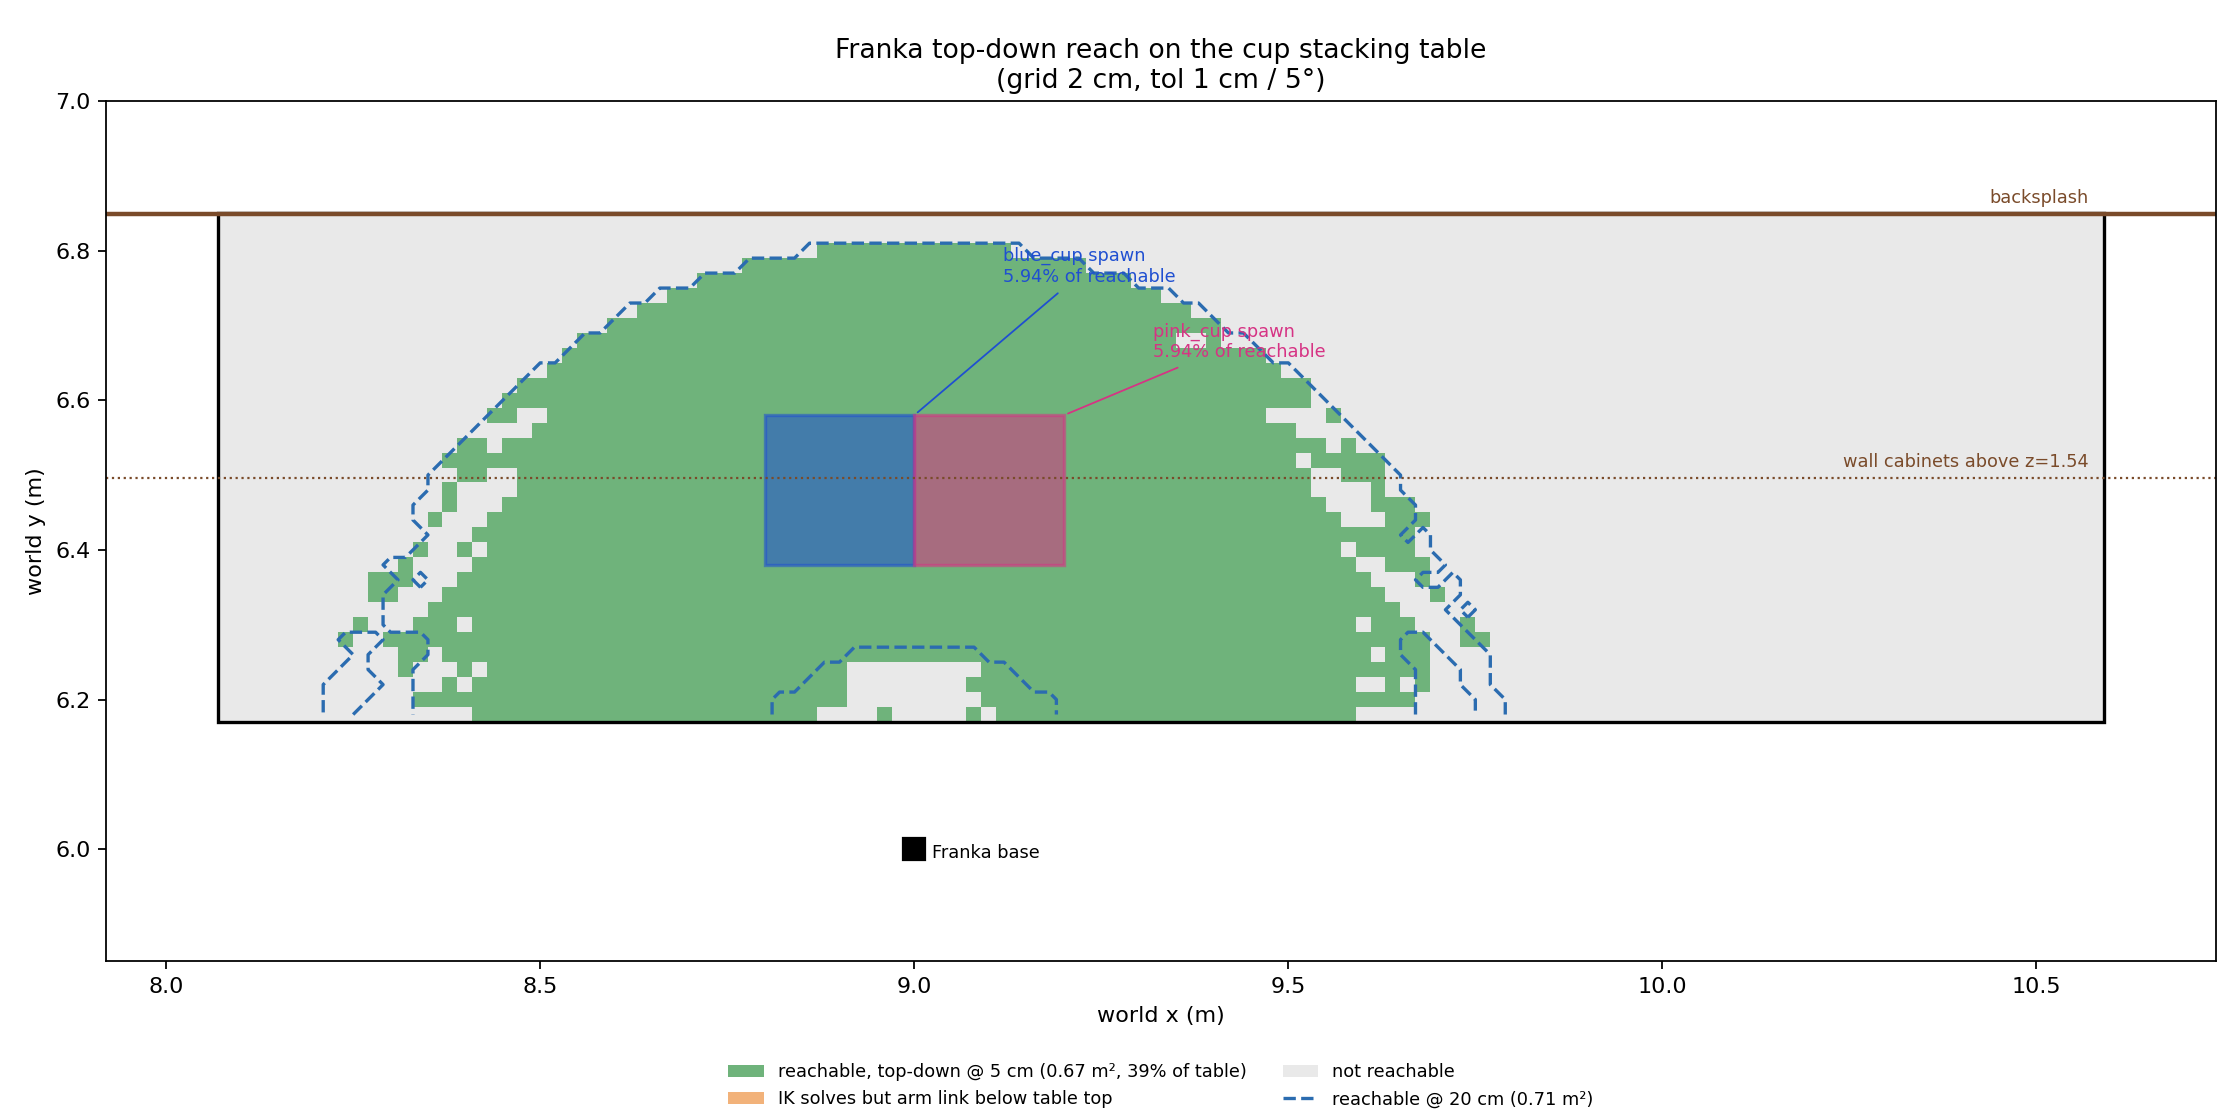 Franka top-down reach on the cup stacking table
(grid 2 cm, tol 1 cm / 5°)
7.0
6.8
6.6
6.4
6.2
6.0
world y (m)
backsplash
blue_cup spawn
5.94% of reachable
pink_cup spawn
5.94% of reachable
wall cabinets above z=1.54
Franka base
8.0
8.5
9.0
9.5
10.0
10.5
world x (m)
reachable, top-down @ 5 cm (0.67 m², 39% of table)
IK solves but arm link below table top
not reachable
reachable @ 20 cm (0.71 m²)